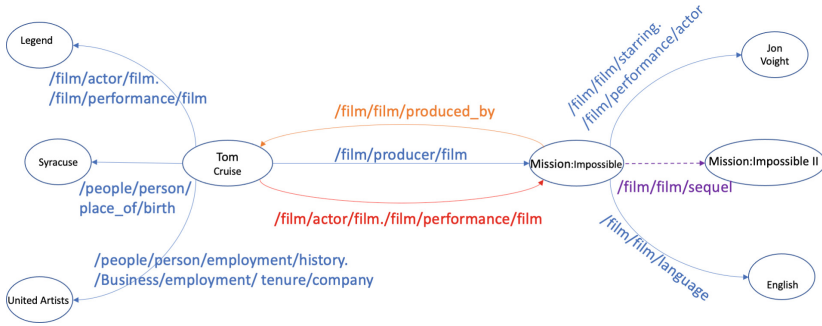 Legend
/film/actor/film.
/film/performance/film
Syracuse
/people/person/
place_of/birth
/people/person/employment/history.
/Business/employment/ tenure/company
United Artists
Tom
Cruise
/film/film/produced_by
/film/producer/film
/film/actor/film./film/performance/film
Mission:Impossible
/film/film/starring.
/film/performance/actor
Jon
Voight
Mission:Impossible II
/film/film/sequel
/film/film/language
English